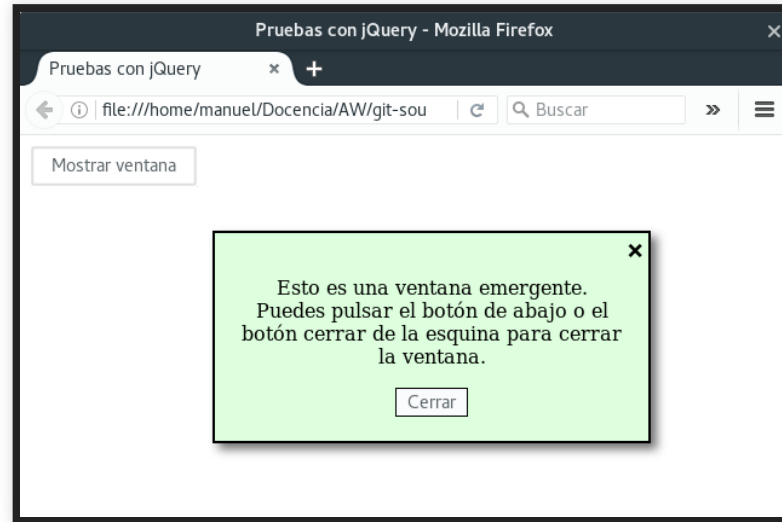 Pruebas con jQuery - Mozilla Firefox
Pruebas con jQuery
file:///home/manuel/Docencia/AW/git-sou
Buscar
Mostrar ventana
Esto es una ventana emergente.
Puedes pulsar el botón de abajo o el
botón cerrar de la esquina para cerrar
la ventana.
Cerrar